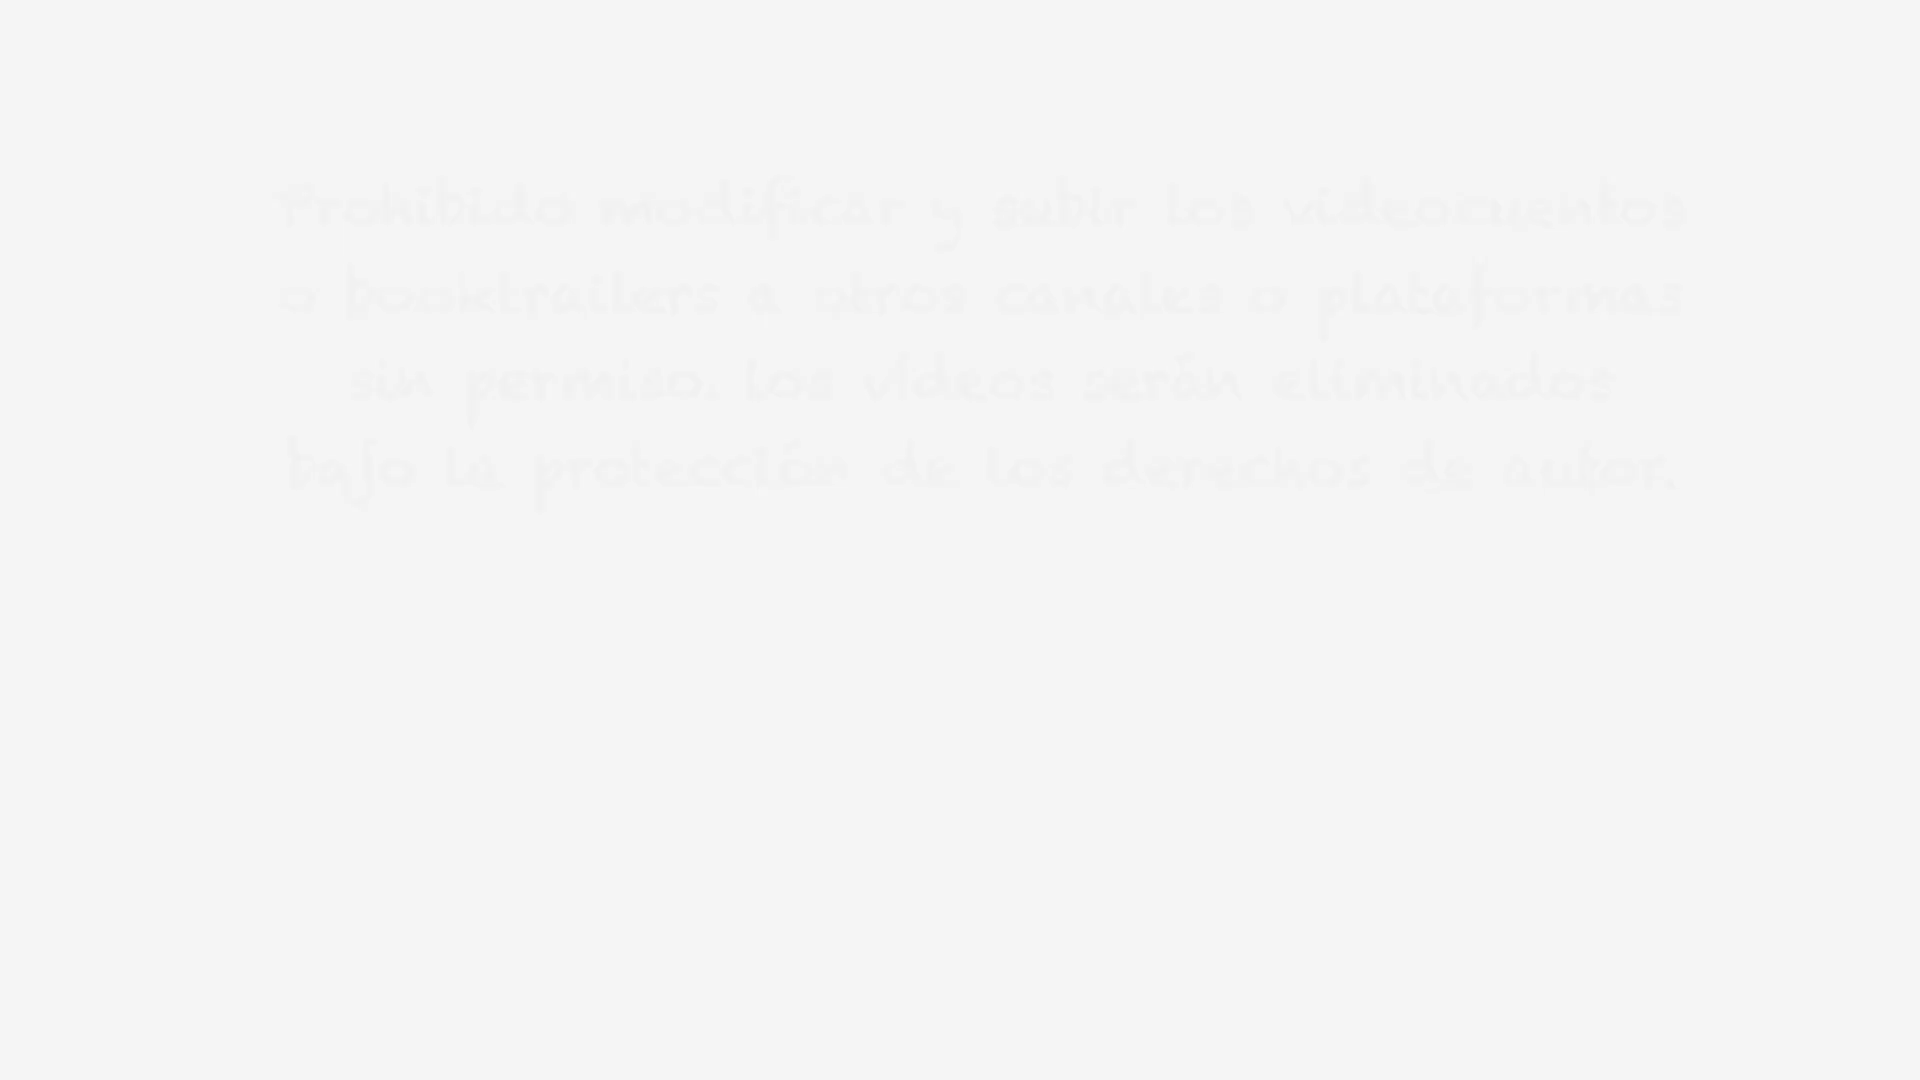 Prohibido modificar y subir los videocuentos
o booktrailers a otros canales o plataformas
sin permiso. Los vídeos serán eliminados
bajo la protección de los derechos de autor.